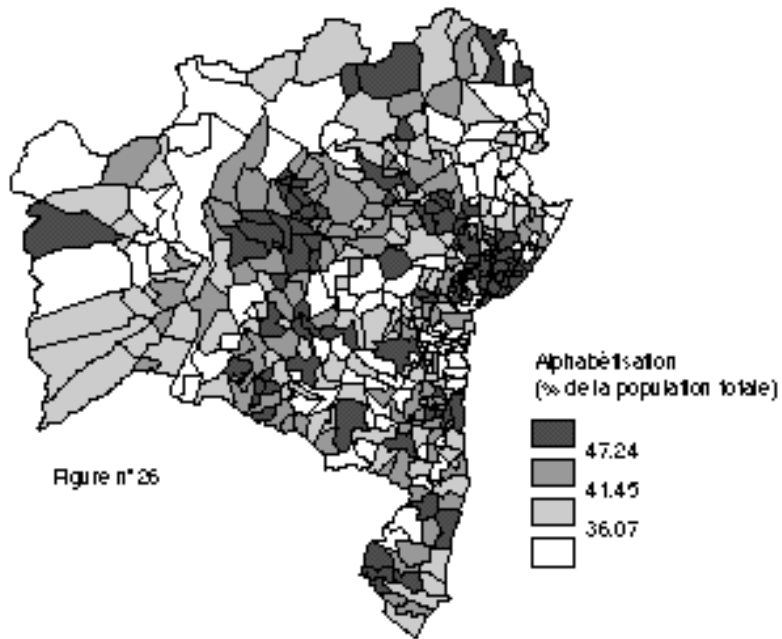 Alphabétisation
(% de la population totale)
47.24
41.45
36.07
Figure n° 26